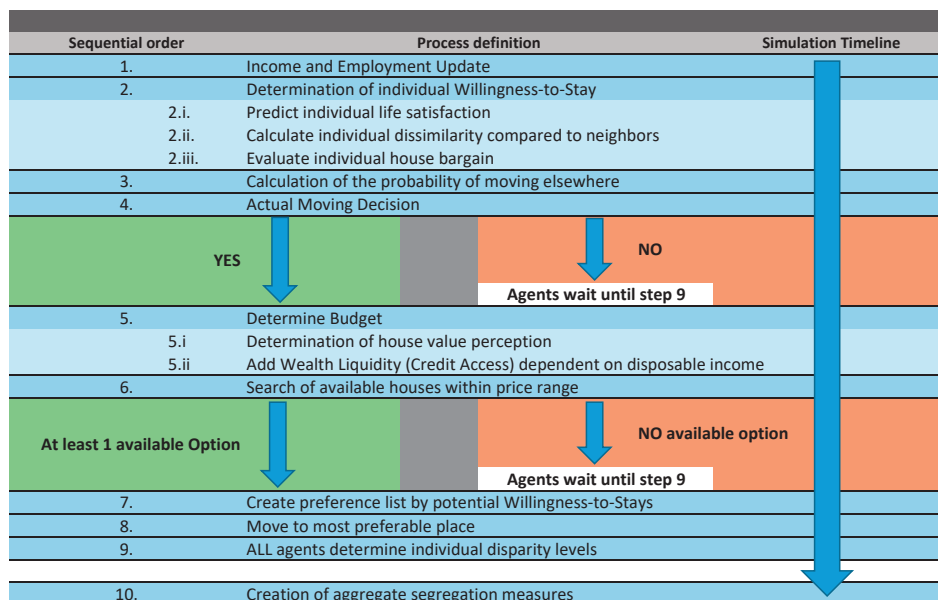 Sequential order Process definition Simulation Timeline
1. Income and Employment Update
2. Determination of individual Willingness-to-Stay
2.i. Predict individual life satisfaction
2.ii. Calculate individual dissimilarity compared to neighbors
2.iii. Evaluate individual house bargain
3. Calculation of the probability of moving elsewhere
4. Actual Moving Decision
YES NO
Agents wait until step 9
5. Determine Budget
5.i Determination of house value perception
5.ii Add Wealth Liquidity (Credit Access) dependent on disposable income
6. Search of available houses within price range
At least 1 available Option NO available option
Agents wait until step 9
7. Create preference list by potential Willingness-to-Stays
8. Move to most preferable place
9. ALL agents determine individual disparity levels
10. Creation of aggregate segregation measures